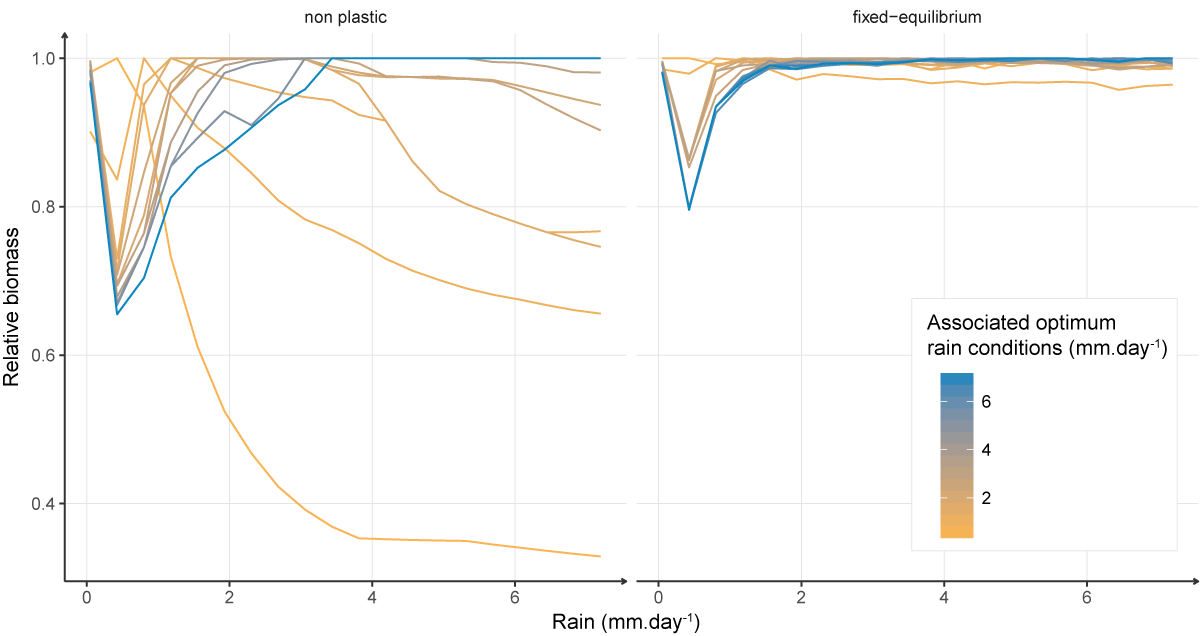 non plastic
fixed−equilibrium
1.0
0.8
0.6
0.4
Relative biomass
Associated optimum
rain conditions (mm.day⁻¹)
6
4
2
0 2 4 6
0 2 4 6
Rain (mm.day⁻¹)